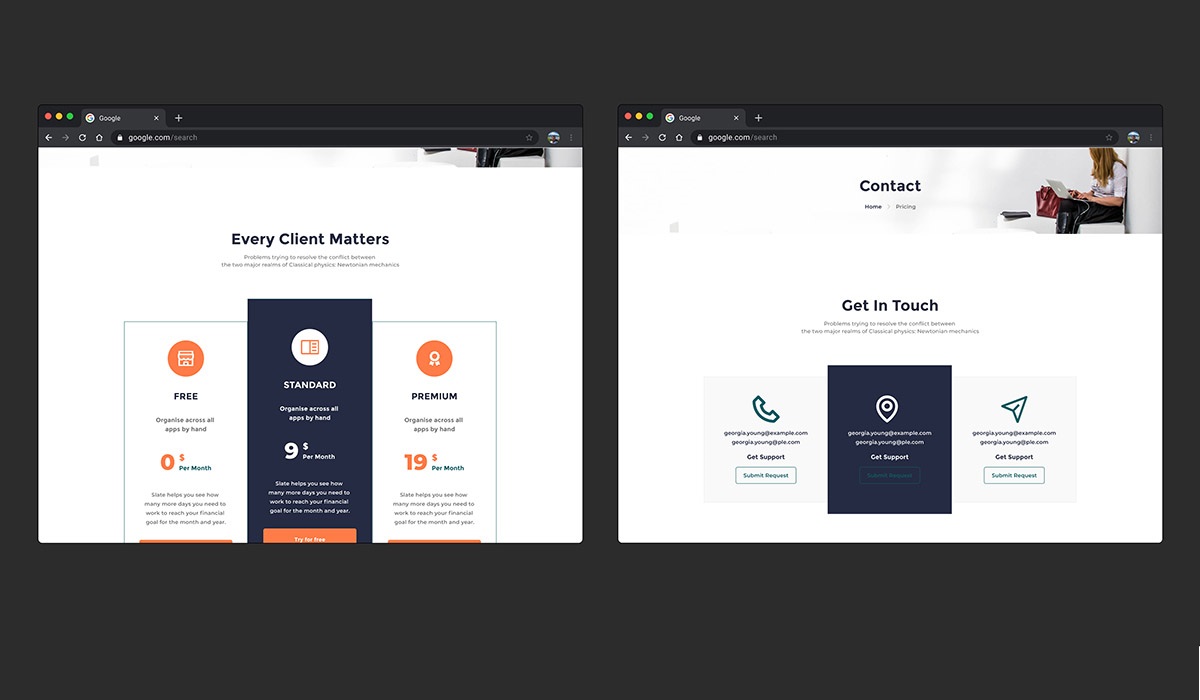 Google
google.com/search
Every Client Matters
Problems trying to resolve the conflict between
the two major realms of Classical physics: Newtonian mechanics
FREE
Organise across all
apps by hand
0 $
Per Month
Slate helps you see how
many more days you need to
work to reach your financial
goal for the month and year.
STANDARD
Organise across all
apps by hand
9 $
Per Month
Slate helps you see how
many more days you need to
work to reach your financial
goal for the month and year.
Try for free
PREMIUM
Organise across all
apps by hand
19 $
Per Month
Slate helps you see how
many more days you need to
work to reach your financial
goal for the month and year.
Google
google.com/search
Contact
Home > Pricing
Get In Touch
Problems trying to resolve the conflict between
the two major realms of Classical physics: Newtonian mechanics
georgia.young@example.com
georgia.young@ple.com
Get Support
Submit Request
georgia.young@example.com
georgia.young@ple.com
Get Support
Submit Request
georgia.young@example.com
georgia.young@ple.com
Get Support
Submit Request